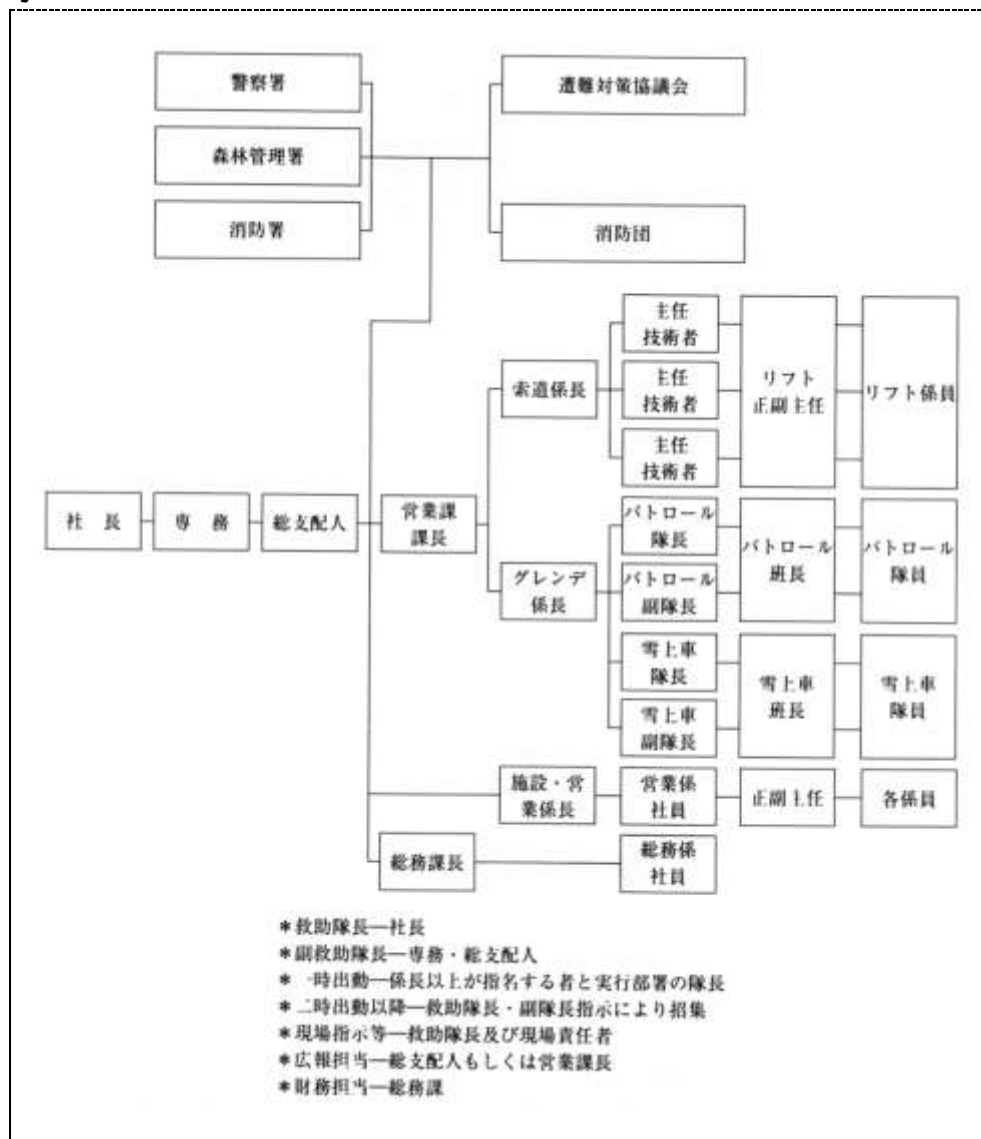 警察署
遭難対策協議会
森林管理署
消防署
消防団
主任
技術者
索道係長
主任
技術者
主任
技術者
リフト
正副主任
リフト係員
社 長
専 務
総支配人
営業課
課長
グレンデ
係長
パトロール
隊長
パトロール
副隊長
パトロール
班長
パトロール
隊員
雪上車
隊長
雪上車
副隊長
雪上車
班長
雪上車
隊員
施設・営
業係長
営業係
社員
正副主任
各係員
総務課長
総務係
社員
＊救助隊長―社長
＊副救助隊長―専務・総支配人
＊一時出動―係長以上が指名する者と実行部署の隊長
＊二時出動以降―救助隊長・副隊長指示により招集
＊現場指示等―救助隊長及び現場責任者
＊広報担当―総支配人もしくは営業課長
＊財務担当―総務課